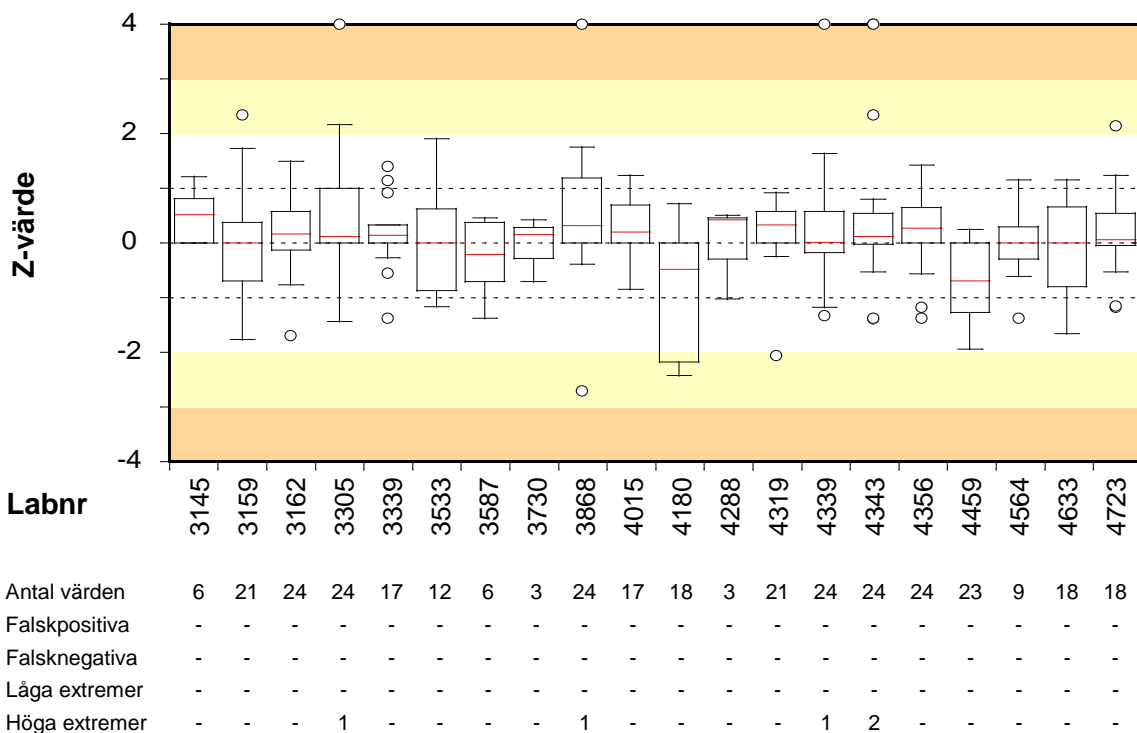 4
2
0
-2
-4
Z-värde
Labnr 3145 3159 3162 3305 3339 3533 3587 3730 3868 4015 4180 4288 4319 4339 4343 4356 4459 4564 4633 4723
Antal värden 6 21 24 24 17 12 6 3 24 17 18 3 21 24 24 24 23 9 18 18
Falskpositiva - - - - - - - - - - - - - - - - - - - -
Falsknegativa - - - - - - - - - - - - - - - - - - - -
Låga extremer - - - - - - - - - - - - - - - - - - - -
Höga extremer - - - 1 - - - - 1 - - - - 1 2 - - - - -